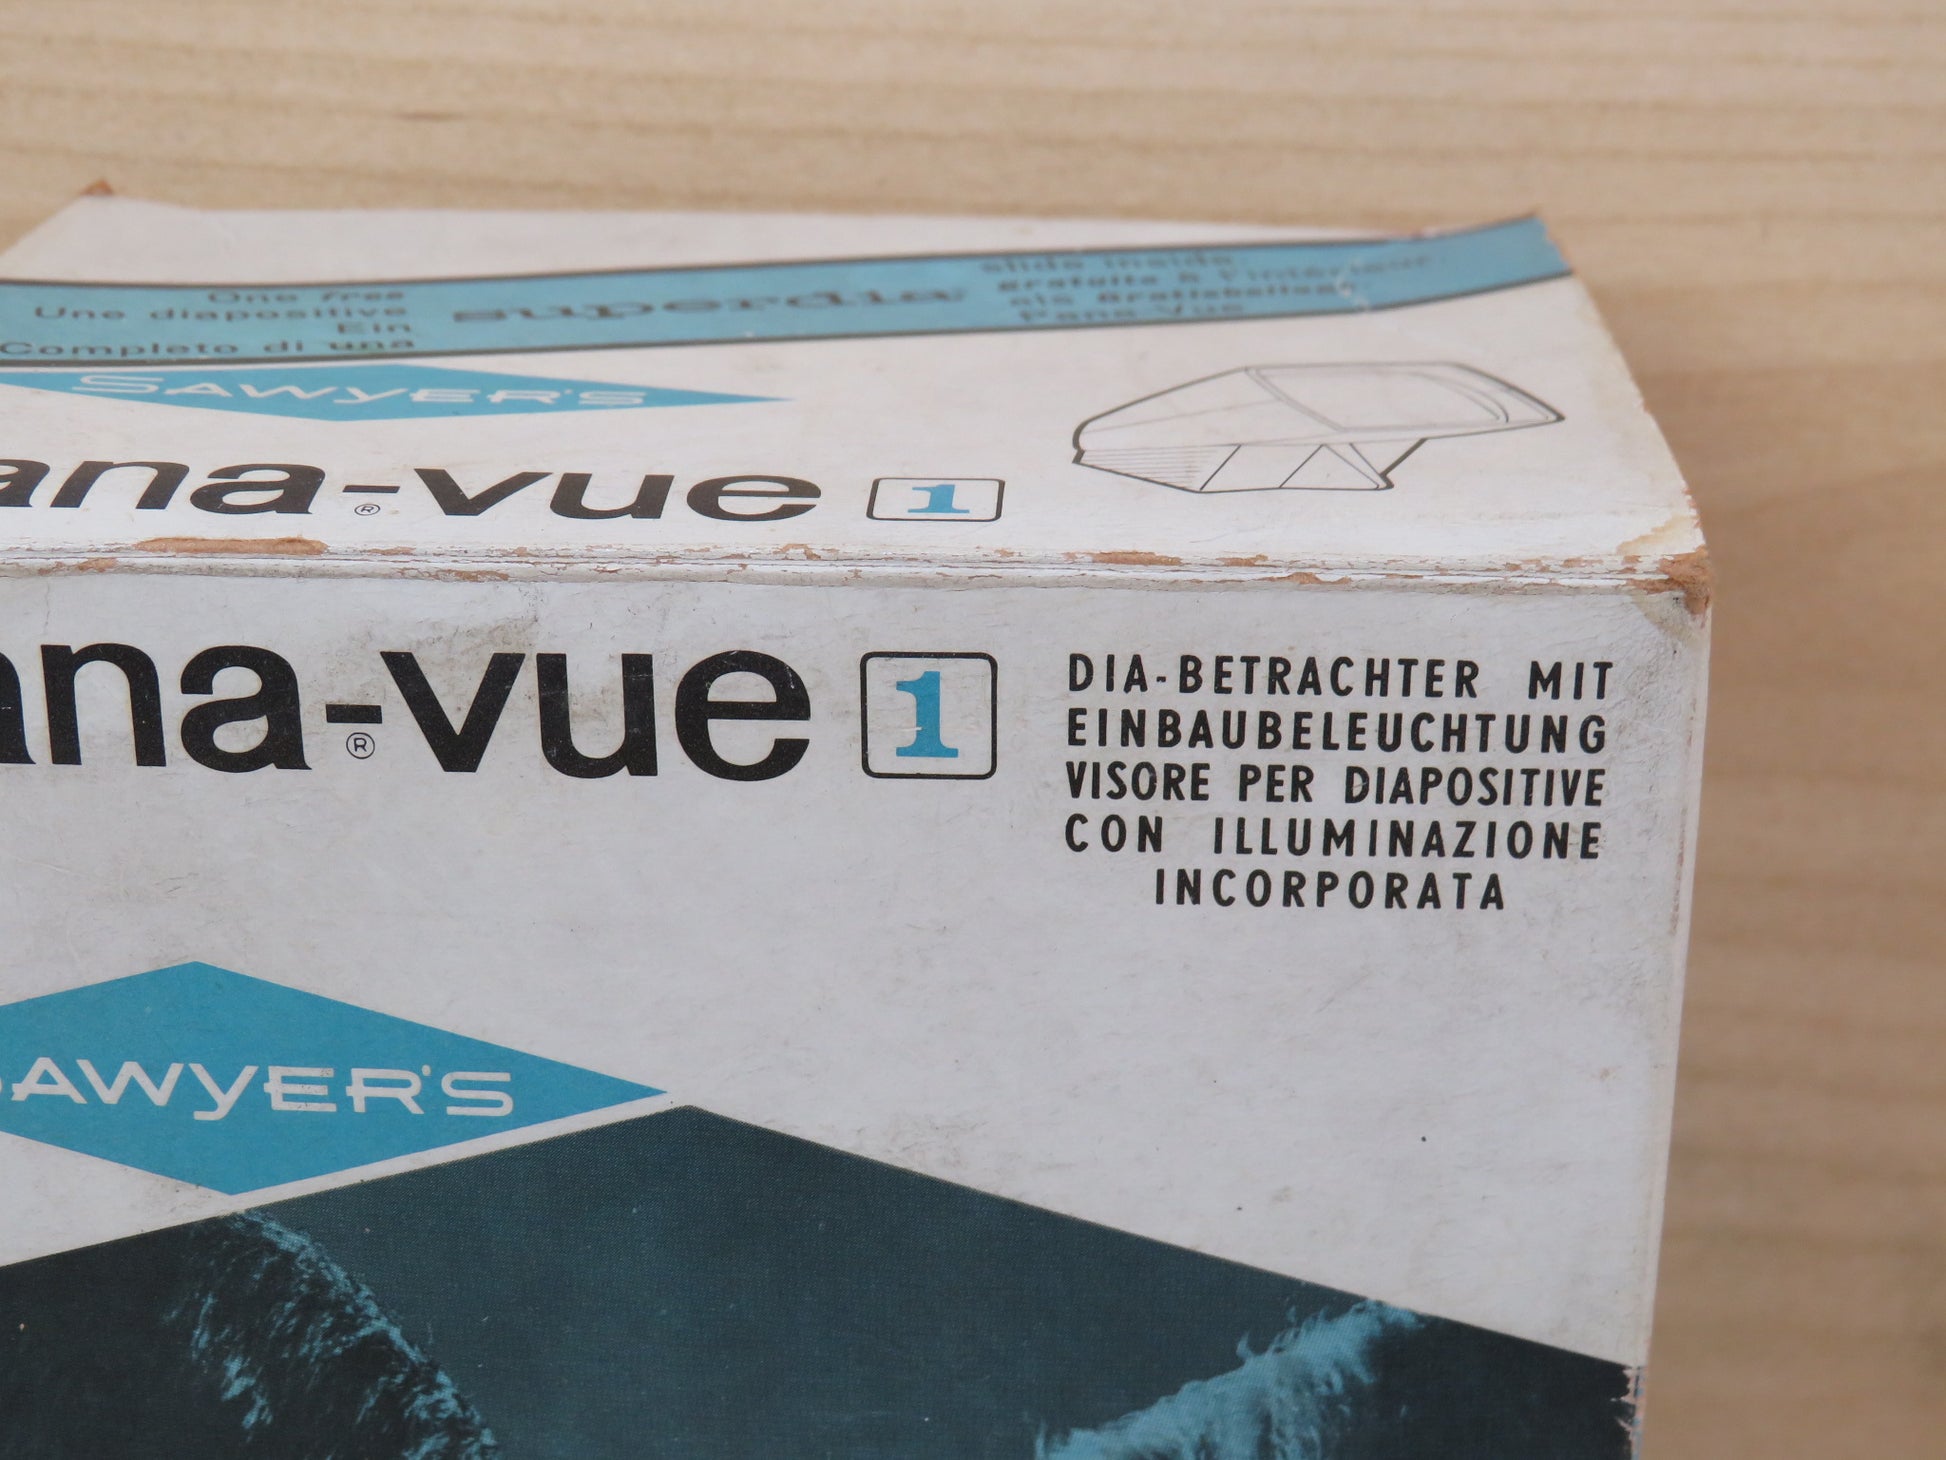 One free
Une diapositive
Ein
Completo di una
superdia
slide inside
gratuite à l'intérieur
als Gratisbeilage
Pana-Vue
SAWYER'S
ana-vue 1
®
ana-vue 1
®
DIA-BETRACHTER MIT
EINBAUBELEUCHTUNG
VISORE PER DIAPOSITIVE
CON ILLUMINAZIONE
INCORPORATA
SAWYER'S